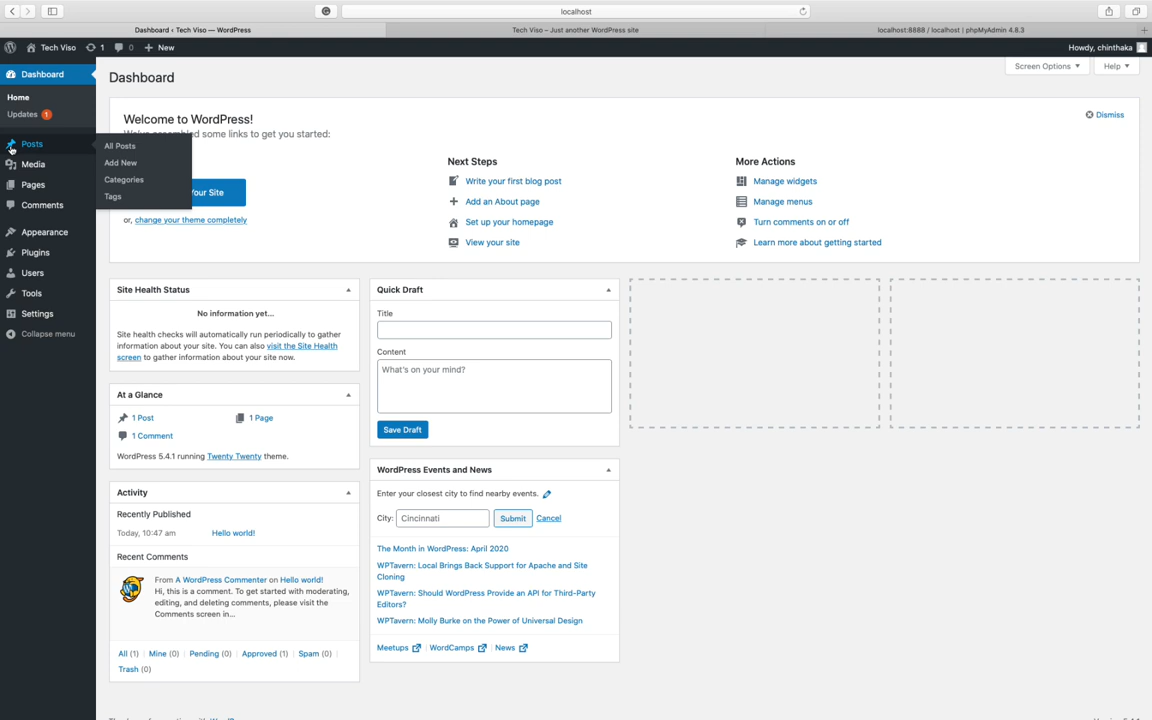 localhost
Dashboard ‹ Tech Viso — WordPress
Tech Viso – Just another WordPress site
localhost:8888 / localhost | phpMyAdmin 4.8.3
Tech Viso 1 0 New
Howdy, chinthaka
Dashboard
Home
Updates 1
Posts
Media
Pages
Comments
Appearance
Plugins
Users
Tools
Settings
Collapse menu
All Posts
Add New
Categories
Tags
Dashboard
Screen Options
Help
Welcome to WordPress!
some links to get you started:
Dismiss
Your Site
or, change your theme completely
Next Steps
Write your first blog post
Add an About page
Set up your homepage
View your site
More Actions
Manage widgets
Manage menus
Turn comments on or off
Learn more about getting started
Site Health Status
No information yet...
Site health checks will automatically run periodically to gather
information about your site. You can also visit the Site Health
screen to gather information about your site now.
At a Glance
1 Post
1 Page
1 Comment
WordPress 5.4.1 running Twenty Twenty theme.
Activity
Recently Published
Today, 10:47 am Hello world!
Recent Comments
From A WordPress Commenter on Hello world!
Hi, this is a comment. To get started with moderating,
editing, and deleting comments, please visit the
Comments screen in...
All (1) | Mine (0) | Pending (0) | Approved (1) | Spam (0) |
Trash (0)
Quick Draft
Title
Content
What's on your mind?
Save Draft
WordPress Events and News
Enter your closest city to find nearby events.
City: Cincinnati Submit Cancel
The Month in WordPress: April 2020
WPTavern: Local Brings Back Support for Apache and Site
Cloning
WPTavern: Should WordPress Provide an API for Third-Party
Editors?
WPTavern: Molly Burke on the Power of Universal Design
Meetups | WordCamps | News